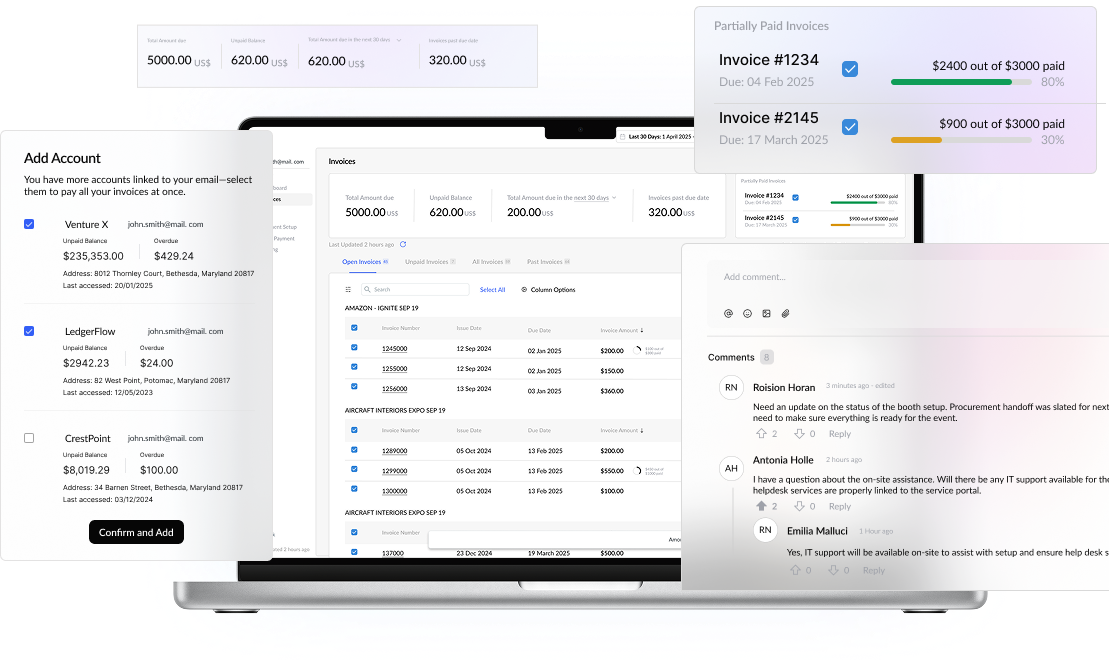 Total Amount due
Unpaid Balance
Total Amount due in the next 30 days
Invoices past due date
5000.00 US$
620.00 US$
620.00 US$
320.00 US$
Partially Paid Invoices
Invoice #1234
$2400 out of $3000 paid
Due: 04 Feb 2025
80%
Invoice #2145
$900 out of $3000 paid
Due: 17 March 2025
30%
Add Account
You have more accounts linked to your email—select
them to pay all your invoices at once.
Venture X
john.smith@mail. com
Unpaid Balance
Overdue
$235,353.00
$429.24
Address: 8012 Thornley Court, Bethesda, Maryland 20817
Last accessed: 20/01/2025
LedgerFlow
john.smith@mail. com
Unpaid Balance
Overdue
$2942.23
$24.00
Address: 82 West Point, Potomac, Maryland 20817
Last accessed: 12/05/2023
CrestPoint
john.smith@mail. com
Unpaid Balance
Overdue
$8,019.29
$100.00
Address: 34 Barnen Street, Bethesda, Maryland 20817
Last accessed: 03/12/2024
Confirm and Add
Last 30 Days: 1 April 2025
th@mail. com
board
ices
ent Setup
Payment
ng
ed 2 hours ago
Invoices
Total Amount due
Unpaid Balance
Total Amount due in the next 30 days
Invoices past due date
5000.00 US$
620.00 US$
200.00 US$
320.00 US$
Partially Paid Invoices
Invoice #1234
$2400 out of $3000 paid
Due: 04 Feb 2025
80%
Invoice #2145
$900 out of $3000 paid
Due: 17 March 2025
30%
Last Updated 2 hours ago
Open Invoices
Unpaid Invoices
All Invoices
Past Invoices
Search
Select All
Column Options
AMAZON - IGNITE SEP 19
Invoice Number
Issue Date
Due Date
Invoice Amount
1245000
12 Sep 2024
02 Jan 2025
$200.00
1255000
12 Sep 2024
02 Jan 2025
$150.00
1256000
13 Sep 2024
03 Jan 2025
$360.00
AIRCRAFT INTERIORS EXPO SEP 19
Invoice Number
Issue Date
Due Date
Invoice Amount
1289000
05 Oct 2024
13 Feb 2025
$200.00
1299000
05 Oct 2024
13 Feb 2025
$550.00
1300000
05 Oct 2024
13 Feb 2025
$100.00
AIRCRAFT INTERIORS EXPO SEP 19
Invoice Number
Amou
137000
23 Dec 2024
19 March 2025
$500.00
Add comment...
Comments 8
RN
Roision Horan
3 minutes ago · edited
Need an update on the status of the booth setup. Procurement handoff was slated for next
need to make sure everything is ready for the event.
2
0
Reply
AH
Antonia Holle
2 hours ago
I have a question about the on-site assistance. Will there be any IT support available for the
helpdesk services are properly linked to the service portal.
2
0
Reply
RN
Emilia Malluci
1 Hour ago
Yes, IT support will be available on-site to assist with setup and ensure help desk s
0
0
Reply